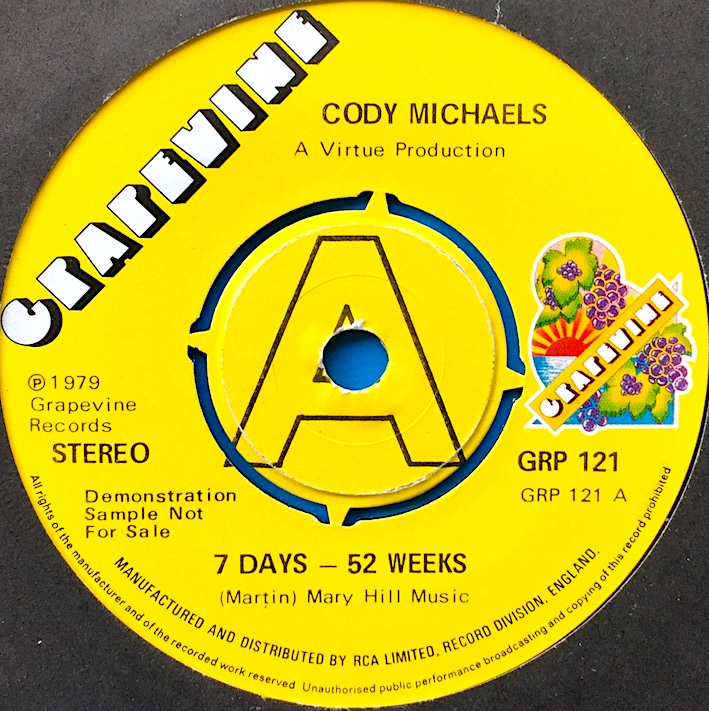 GRAPEVINE
CODY MICHAELS
A Virtue Production
A
GRAPEVINE
℗ 1979
Grapevine
Records
STEREO
GRP 121
GRP 121 A
Demonstration
Sample Not
For Sale
7 DAYS – 52 WEEKS
(Martin) Mary Hill Music
MANUFACTURED AND DISTRIBUTED BY RCA LIMITED, RECORD DIVISION, ENGLAND.
All rights of the manufacturer and of the recorded work reserved Unauthorised public performance broadcasting and copying of this record prohibited